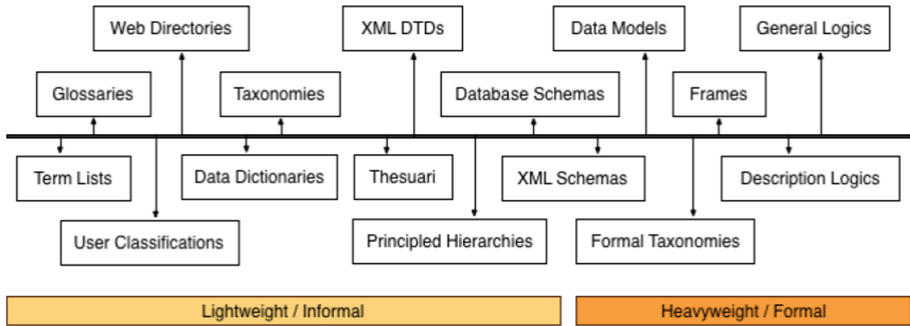 Web Directories
XML DTDs
Data Models
General Logics
Glossaries
Taxonomies
Database Schemas
Frames
Term Lists
Data Dictionaries
Thesuari
XML Schemas
Description Logics
User Classifications
Principled Hierarchies
Formal Taxonomies
Lightweight / Informal
Heavyweight / Formal